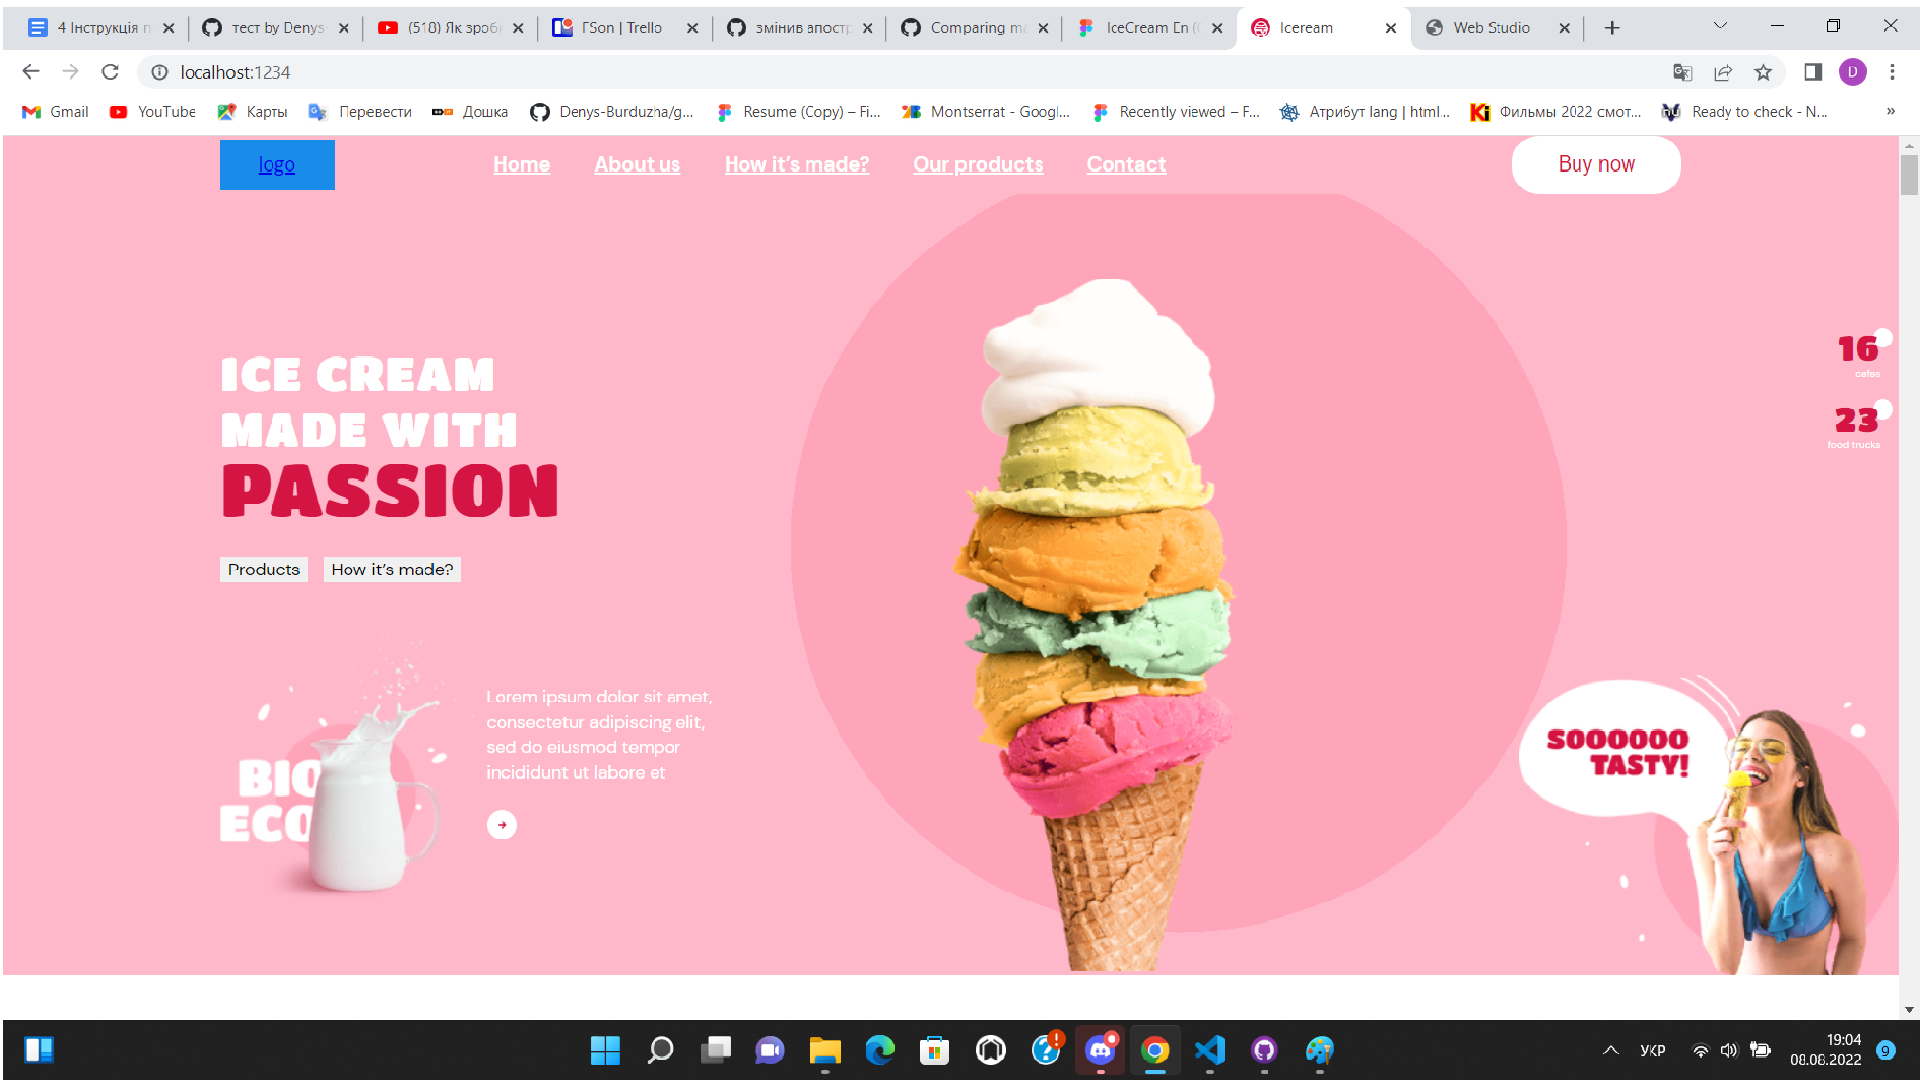 4 Інструкція п
тест by Denys-
(518) Як зроби
ГSon | Trello
змінив апостр
Comparing ma
IceCream En (C
Icecream
Web Studio
localhost:1234
D
Gmail
YouTube
Карты
Перевести
Дошка
Denys-Burduzha/g...
Resume (Copy) – Fi...
Montserrat - Googl...
Recently viewed – F...
Атрибут lang | html...
Фильмы 2022 смот...
Ready to check - N...
»
logo
Home
About us
How it’s made?
Our products
Contact
Buy now
ICE CREAM
MADE WITH
PASSION
Products
How it’s made?
16
cafes
23
food trucks
Lorem ipsum dolor sit amet,
consectetur adipiscing elit,
sed do eiusmod tempor
incididunt ut labore et
BIO
ECO
SOOOOOO
TASTY!
УКР
19:04
08.08.2022
9